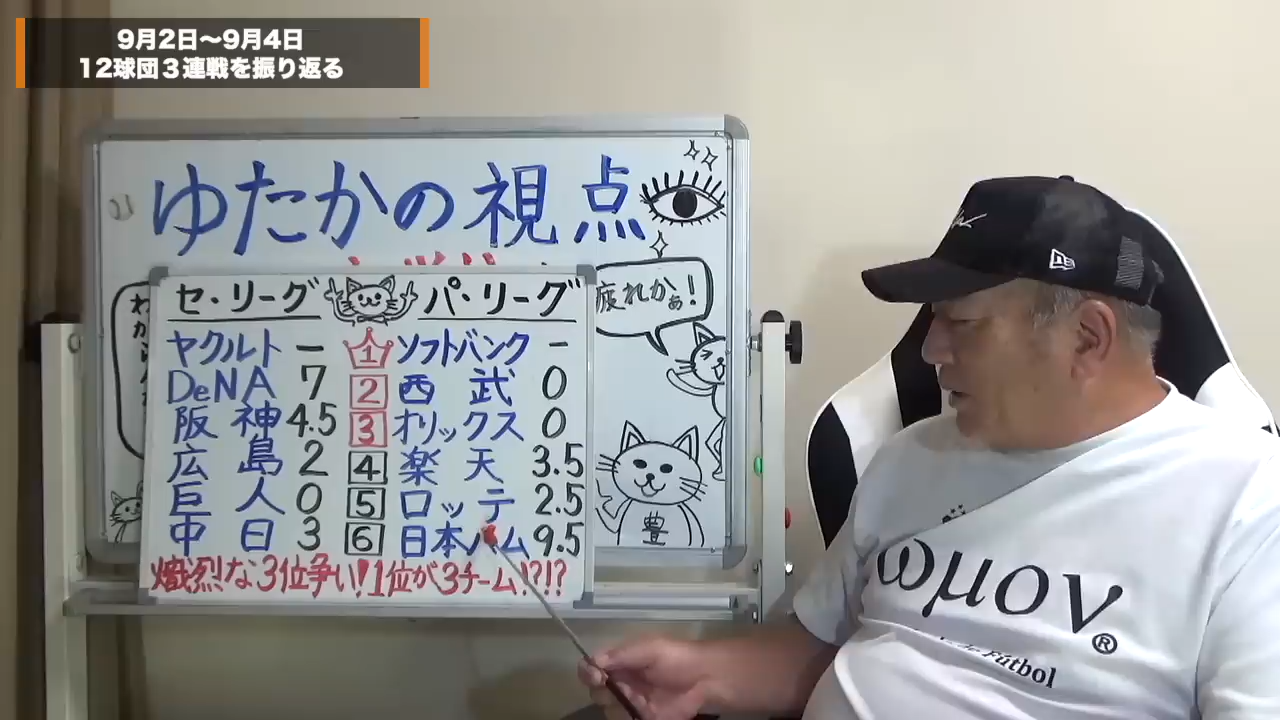 9月2日～9月4日
12球団３連戦を振り返る
ゆたかの視点
疲れかぁ!
セ・リーグ パ・リーグ
ヤクルト － 1 ソフトバンク －
DeNA 7 2 西武 0
阪神 4.5 3 オリックス 0
広島 2 4 楽天 3.5
巨人 0 5 ロッテ 2.5
中日 3 6 日本ハム 9.5
熾烈な3位争い!1位が3チーム!?!?
豊
ωμον®
Fútbol